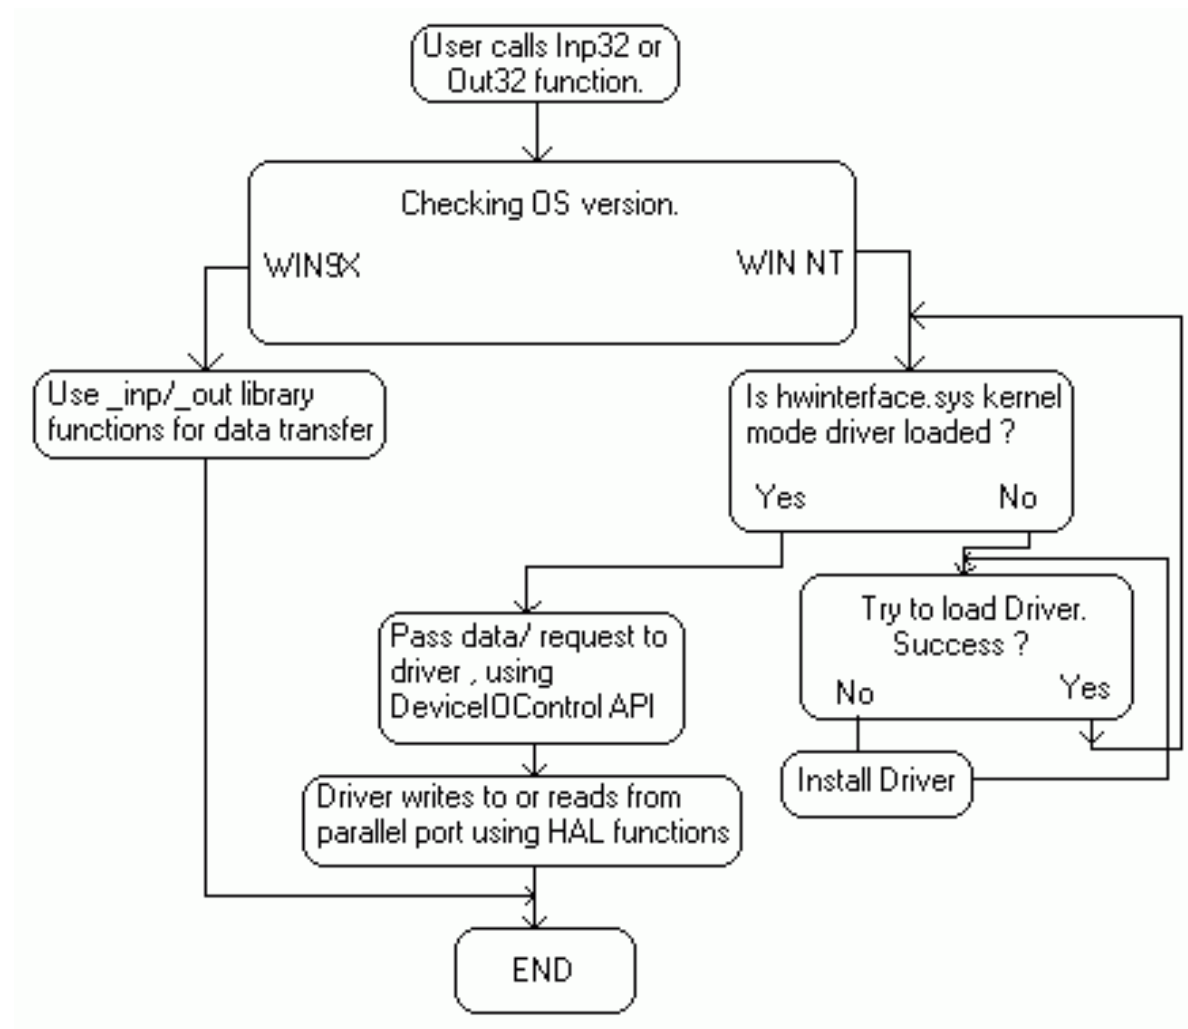 User calls Inp32 or
Out32 function.
Checking OS version.
WIN9X
WIN NT
Use _inp/_out library
functions for data transfer
Is hwinterface.sys kernel
mode driver loaded ?
Yes
No
Try to load Driver.
Success ?
No
Yes
Pass data/ request to
driver , using
DeviceIOControl API
Install Driver
Driver writes to or reads from
parallel port using HAL functions
END